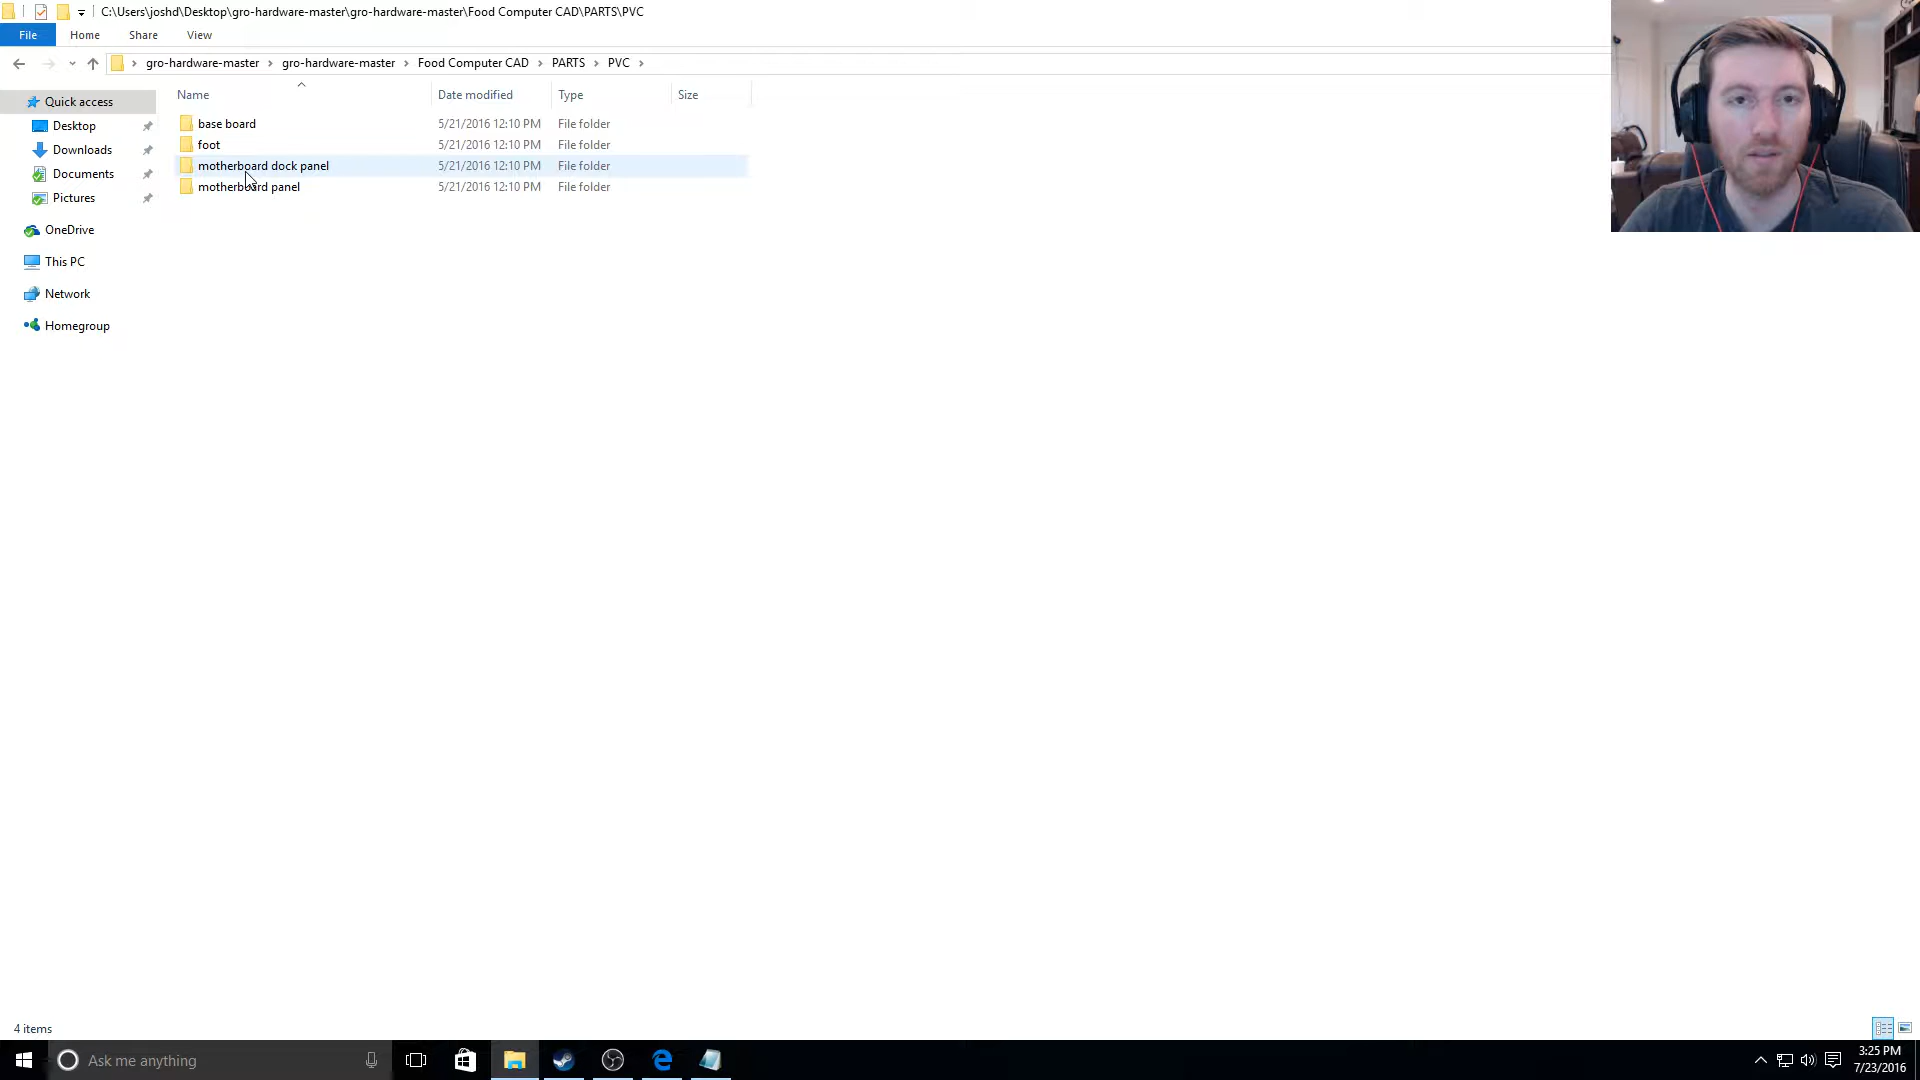 C:\Users\joshd\Desktop\gro-hardware-master\gro-hardware-master\Food Computer CAD\PARTS\PVC
File Home Share View
gro-hardware-master gro-hardware-master Food Computer CAD PARTS PVC
Name Date modified Type Size
Quick access
Desktop
Downloads
Documents
Pictures
OneDrive
This PC
Network
Homegroup
base board 5/21/2016 12:10 PM File folder
foot 5/21/2016 12:10 PM File folder
motherboard dock panel 5/21/2016 12:10 PM File folder
motherboard panel 5/21/2016 12:10 PM File folder
4 items
Ask me anything
3:25 PM
7/23/2016